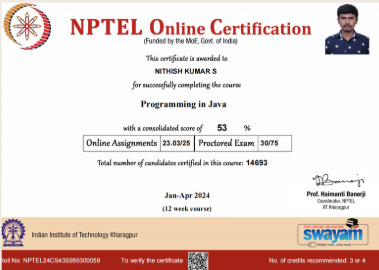 NPTEL Online Certification
(Funded by the MoE, Govt. of India)
This certificate is awarded to
NITHISH KUMAR S
for successfully completing the course
Programming in Java
with a consolidated score of 53 %
Online Assignments 23.03/25 Proctored Exam 30/75
Total number of candidates certified in this course: 14693
Prof. Haimanti Banerji
Coordinator, NPTEL
IIT Kharagpur
Jan-Apr 2024
(12 week course)
Indian Institute of Technology Kharagpur
swayam
Roll No: NPTEL24CS43S959300059 To verify the certificate No. of credits recommended: 3 or 4